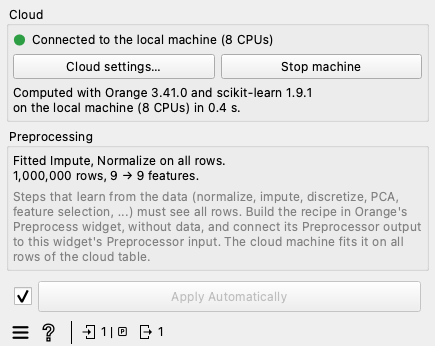 Cloud
Connected to the local machine (8 CPUs)
Cloud settings...
Stop machine
Computed with Orange 3.41.0 and scikit-learn 1.9.1
on the local machine (8 CPUs) in 0.4 s.
Preprocessing
Fitted Impute, Normalize on all rows.
1,000,000 rows, 9 → 9 features.
Steps that learn from the data (normalize, impute, discretize, PCA,
feature selection, ...) must see all rows. Build the recipe in Orange's
Preprocess widget, without data, and connect its Preprocessor output
to this widget's Preprocessor input. The cloud machine fits it on all
rows of the cloud table.
Apply Automatically
? 1 | P 1